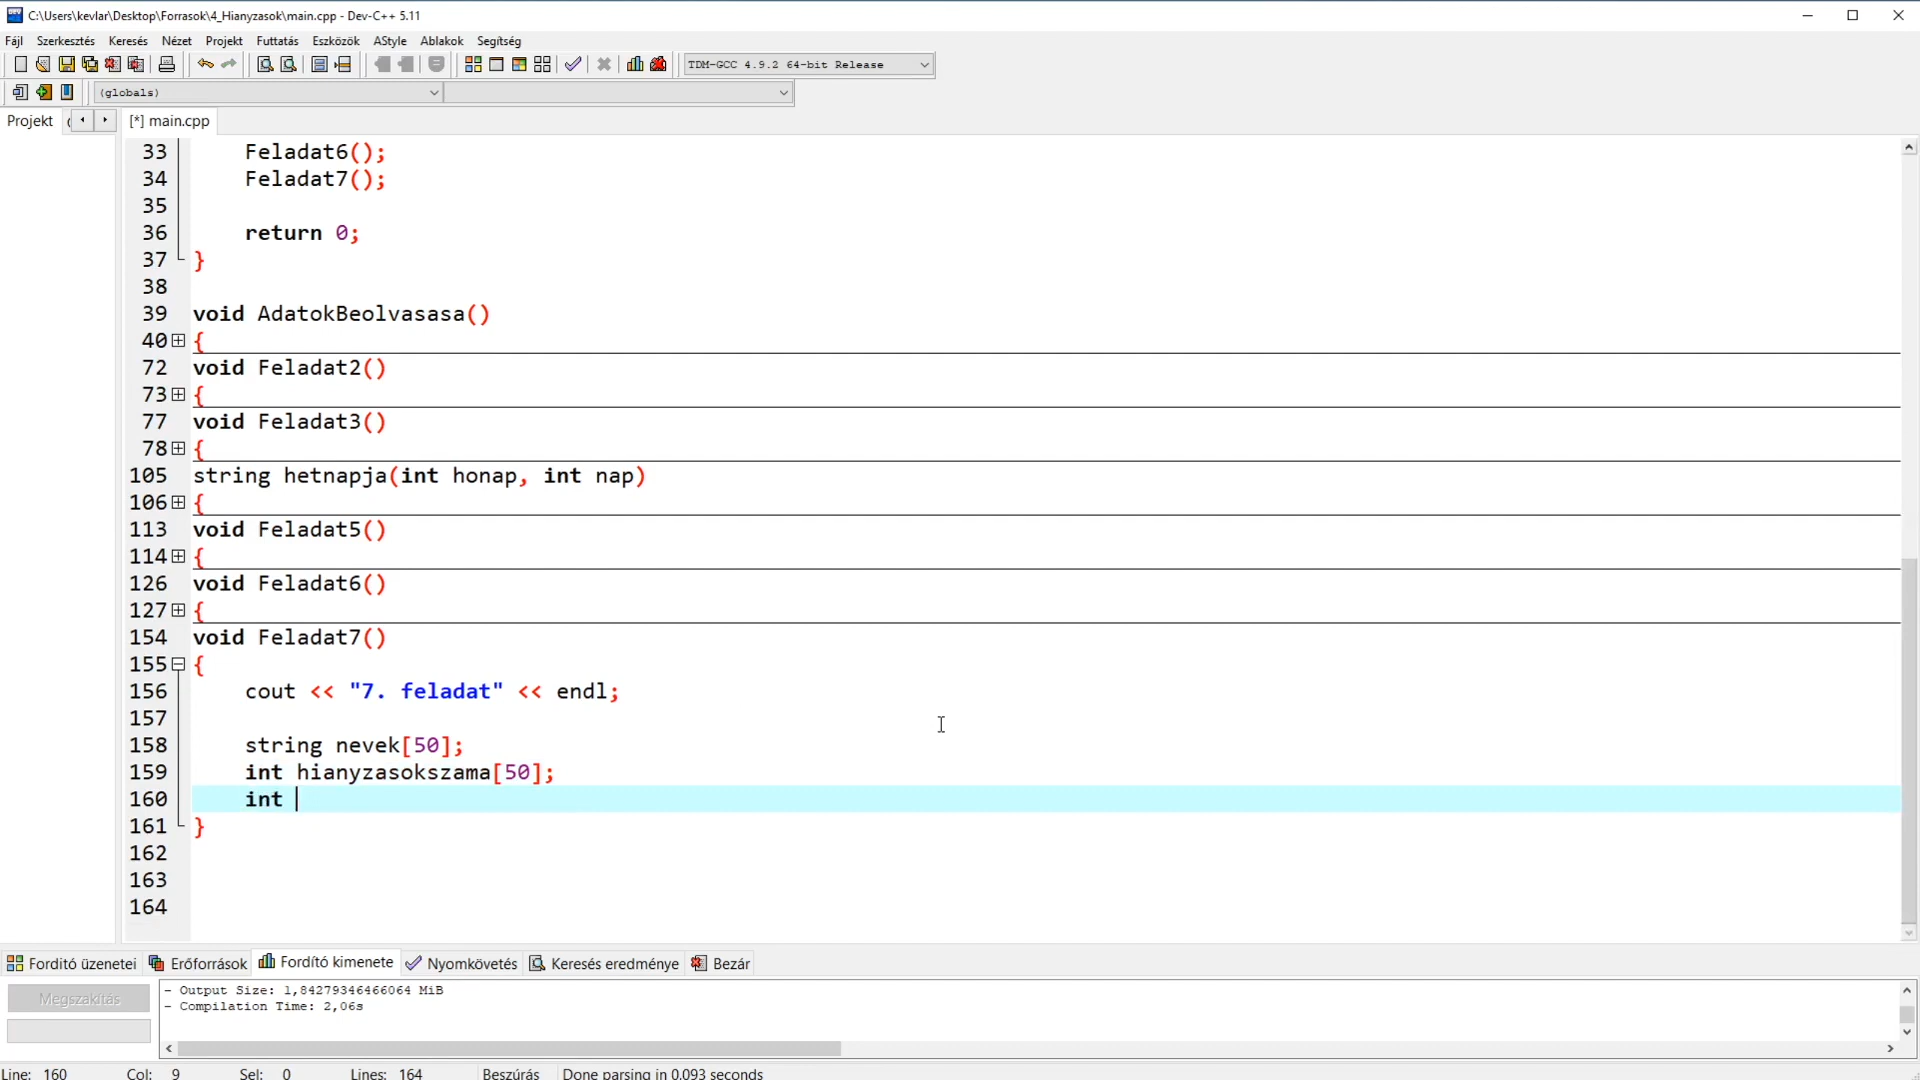 C:\Users\kevlar\Desktop\Forrasok\4_Hianyzasok\main.cpp - Dev-C++ 5.11
Fájl Szerkesztés Keresés Nézet Projekt Futtatás Eszközök AStyle Ablakok Segítség
TDM-GCC 4.9.2 64-bit Release
(globals)
Projekt [*] main.cpp
33 Feladat6();
34 Feladat7();
35
36 return 0;
37 }
38
39 void AdatokBeolvasasa()
40 {
72 void Feladat2()
73 {
77 void Feladat3()
78 {
105 string hetnapja(int honap, int nap)
106 {
113 void Feladat5()
114 {
126 void Feladat6()
127 {
154 void Feladat7()
155 {
156 cout << "7. feladat" << endl;
157
158 string nevek[50];
159 int hianyzasokszama[50];
160 int
161 }
162
163
164
Fordító üzenetei Erőforrások Fordító kimenete Nyomkövetés Keresés eredménye Bezár
Megszakítás
- Output Size: 1,84279346466064 MiB
- Compilation Time: 2,06s
Line: 160 Col: 9 Sel: 0 Lines: 164 Beszúrás Done parsing in 0.093 seconds